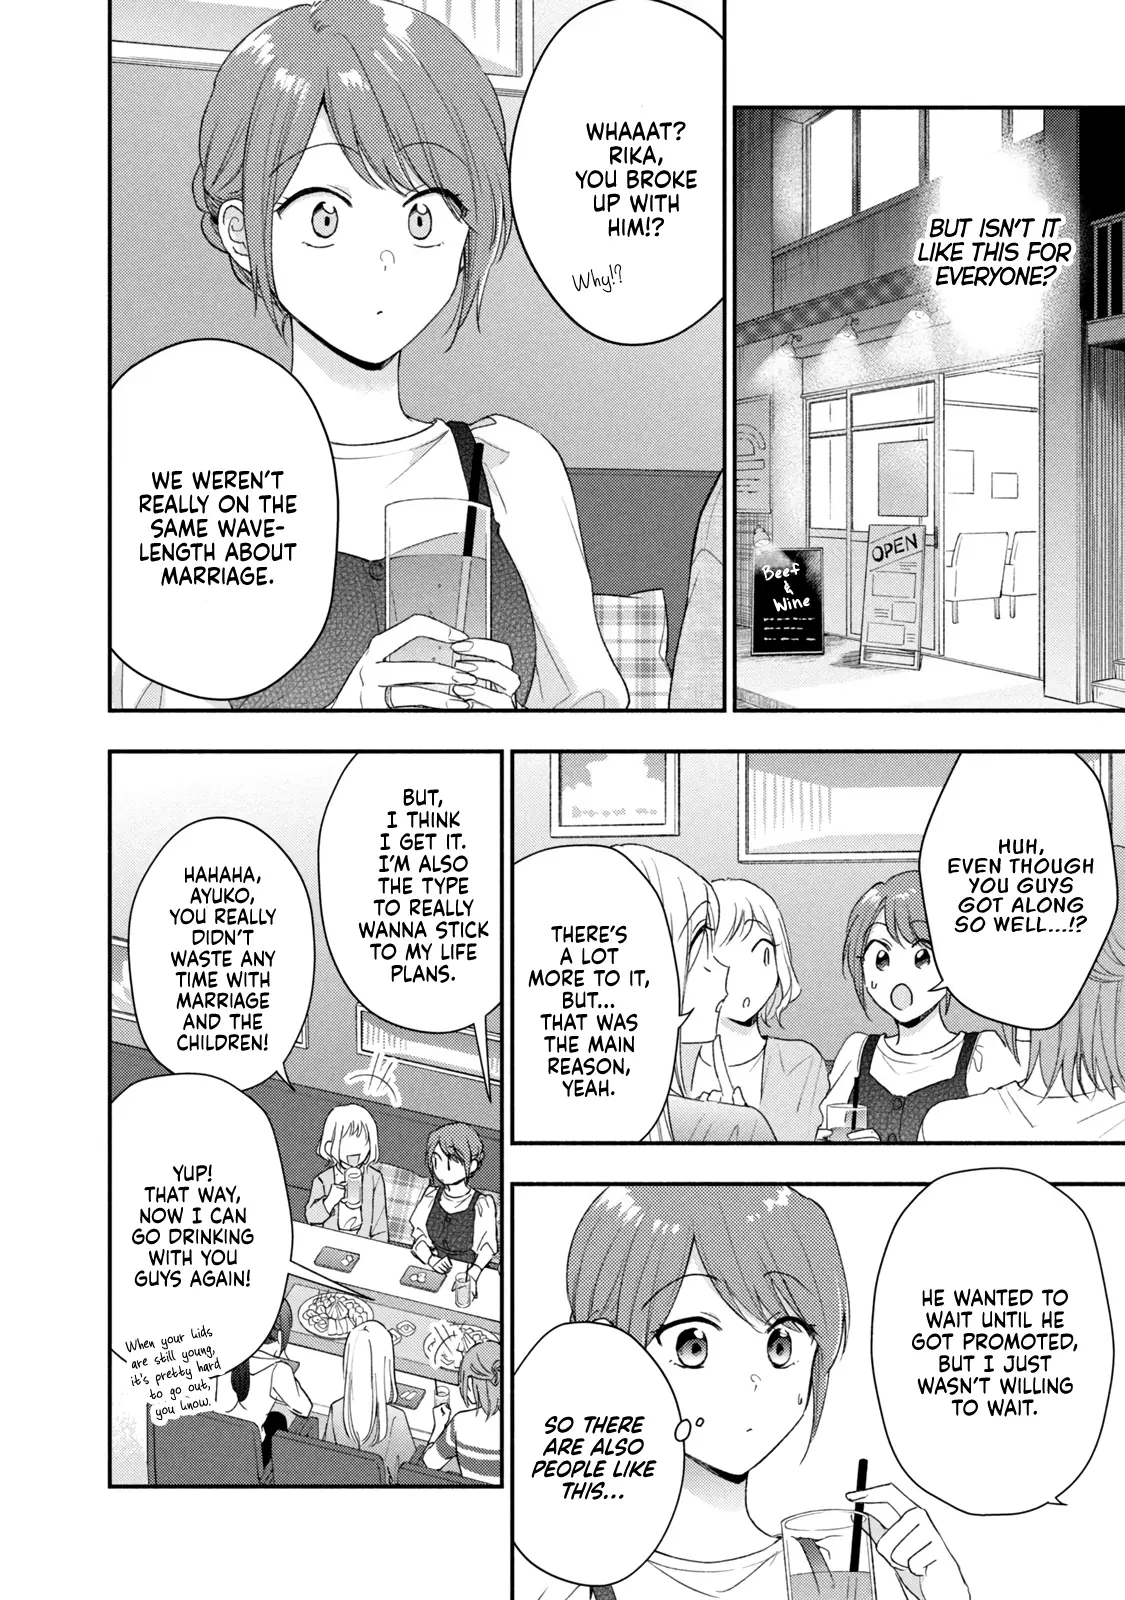 BUT ISN'T IT
LIKE THIS FOR
EVERYONE?
OPEN
Beef
&
Wine
WHAAAT?
RIKA,
YOU BROKE
UP WITH
HIM!?
Why!?
WE WEREN'T
REALLY ON THE
SAME WAVE-
LENGTH ABOUT
MARRIAGE.
HUH,
EVEN THOUGH
YOU GUYS
GOT ALONG
SO WELL...!?
THERE'S
A LOT
MORE TO IT,
BUT...
THAT WAS
THE MAIN
REASON,
YEAH.
BUT,
I THINK
I GET IT.
I'M ALSO
THE TYPE
TO REALLY
WANNA STICK
TO MY LIFE
PLANS.
HAHAHA,
AYUKO,
YOU REALLY
DIDN'T
WASTE ANY
TIME WITH
MARRIAGE
AND THE
CHILDREN!
YUP!
THAT WAY,
NOW I CAN
GO DRINKING
WITH YOU
GUYS AGAIN!
When your kids
are still young,
it's pretty hard
to go out,
you know.
HE WANTED TO
WAIT UNTIL HE
GOT PROMOTED,
BUT I JUST
WASN'T WILLING
TO WAIT.
SO THERE
ARE ALSO
PEOPLE LIKE
THIS...